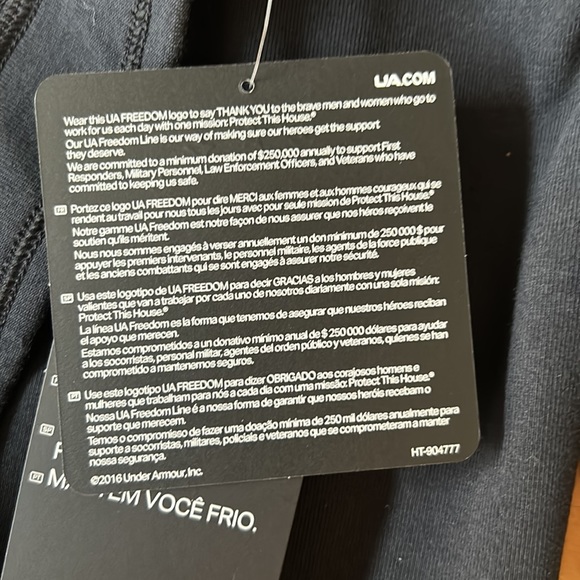 UA.COM
Wear this UA FREEDOM logo to say THANK YOU to the brave men and women who go to
work for us each day with one mission: Protect This House.®
Our UA Freedom Line is our way of making sure our heroes get the support
they deserve.
We are committed to a minimum donation of $250,000 annually to support First
Responders, Military Personnel, Law Enforcement Officers, and Veterans who have
committed to keeping us safe.
Portez ce logo UA FREEDOM pour dire MERCI aux femmes et aux hommes courageux qui se
rendent au travail pour nous tous les jours avec pour seule mission de Protect This House.®
Notre gamme UA Freedom est notre façon de nous assurer que nos héros reçoivent le
soutien qu'ils méritent.
Nous nous sommes engagés à verser annuellement un don minimum de 250 000 $ pour
appuyer les premiers intervenants, le personnel militaire, les agents de la force publique
et les anciens combattants qui se sont engagés à assurer notre sécurité.
SP Usa este logotipo de UA FREEDOM para decir GRACIAS a los hombres y mujeres
valientes que van a trabajar por cada uno de nosotros diariamente con una sola misión:
Protect This House.®
La línea UA Freedom es la forma que tenemos de asegurar que nuestros héroes reciban
el apoyo que merecen.
Estamos comprometidos a un donativo mínimo anual de $ 250 000 dólares para ayudar
a los socorristas, personal militar, agentes del orden público y veteranos, quienes se han
comprometido a mantenernos seguros.
PT Use este logotipo UA FREEDOM para dizer OBRIGADO aos corajosos homens e
mulheres que trabalham para nós a cada dia com uma missão: Protect This House.®
Nossa UA Freedom Line é a nossa forma de garantir que nossos heróis recebam o
suporte que merecem.
Temos o compromisso de fazer uma doação mínima de 250 mil dólares anualmente para
suporte a socorristas, militares, policiais e veteranos que se comprometeram a manter
nossa segurança.
©2016 Under Armour, Inc.
HT-904777
SP
PT
VOCÊ FRIO.